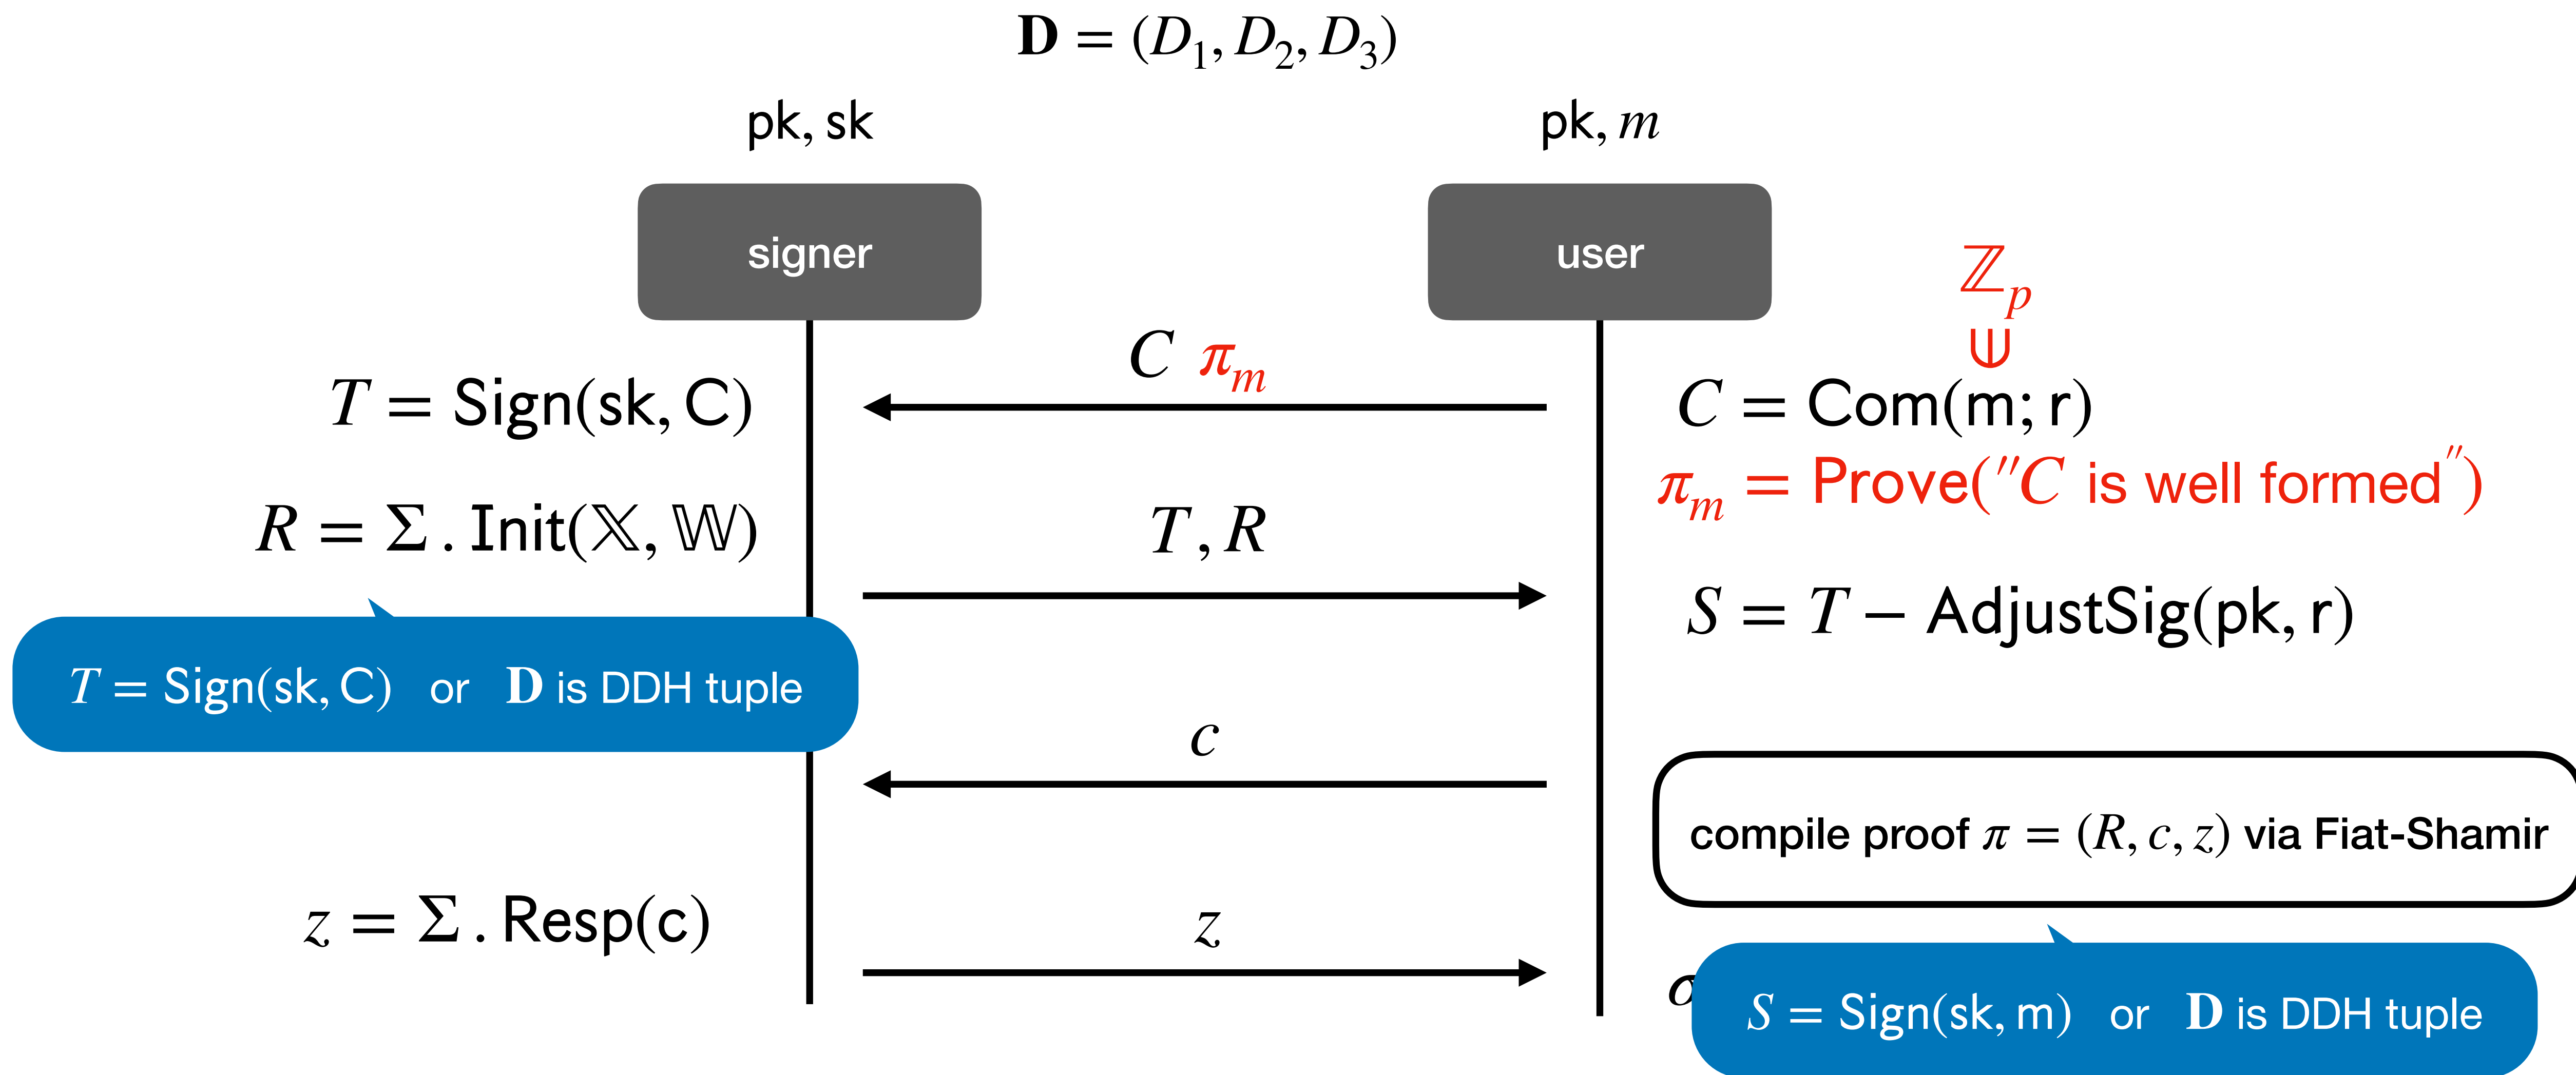 𝐃 = (D₁, D₂, D₃)
pk, sk
pk, m
signer
user
ℤₚ
∈
C πₘ
T = Sign(sk, C)
C = Com(m; r)
πₘ = Prove("C is well formed")
R = Σ . Init(𝕏, 𝕎)
T, R
S = T − AdjustSig(pk, r)
T = Sign(sk, C) or 𝐃 is DDH tuple
c
compile proof π = (R, c, z) via Fiat-Shamir
z = Σ . Resp(c)
z
S = Sign(sk, m) or 𝐃 is DDH tuple